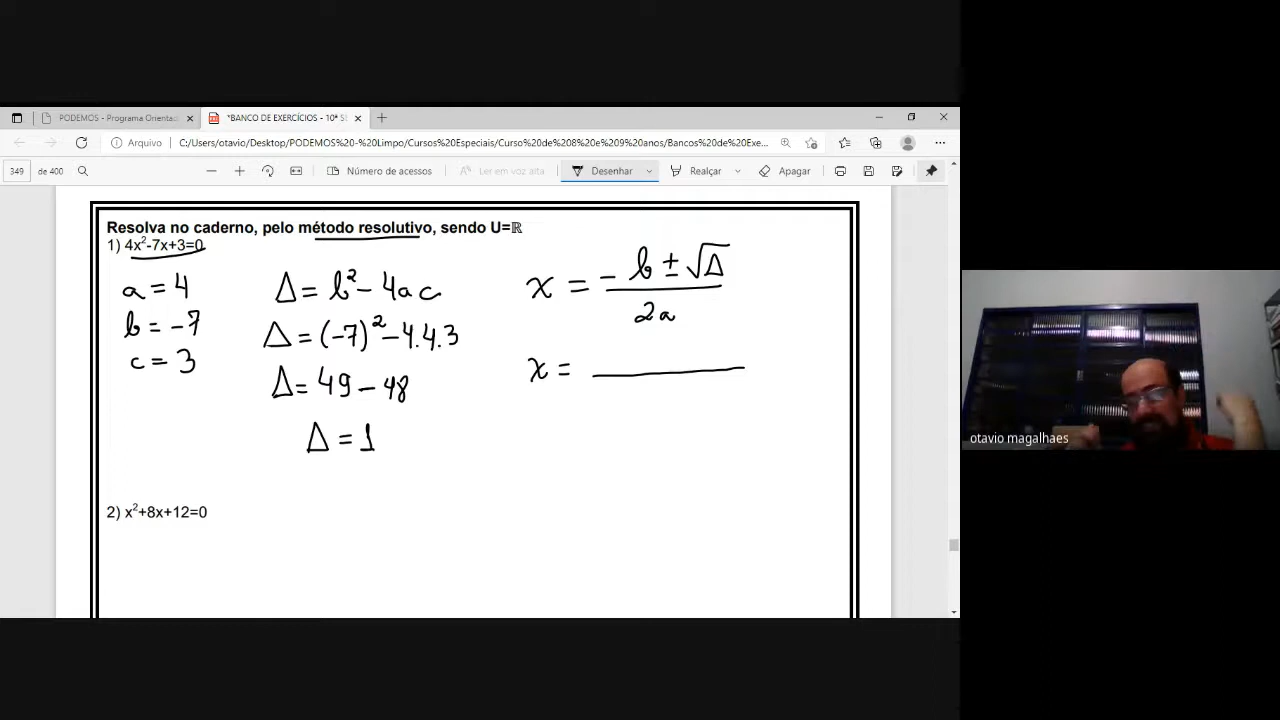 PODEMOS - Programa Orienta
*BANCO DE EXERCÍCIOS - 10ª S
Arquivo C:/Users/otavio/Desktop/PODEMOS%20-%20Limpo/Cursos%20Especiais/Curso%20de%208%20e%209%20anos/Bancos%20de%20Exe...
349 de 400 Número de acessos Ler em voz alta Desenhar Realçar Apagar
Resolva no caderno, pelo método resolutivo, sendo U=ℝ
1) 4x²-7x+3=0
a = 4
b = -7
c = 3
Δ = b² - 4ac
Δ = (-7)² - 4.4.3
Δ = 49 - 48
Δ = 1
x = - b ± √Δ
2a
x =
2) x²+8x+12=0
otavio magalhaes